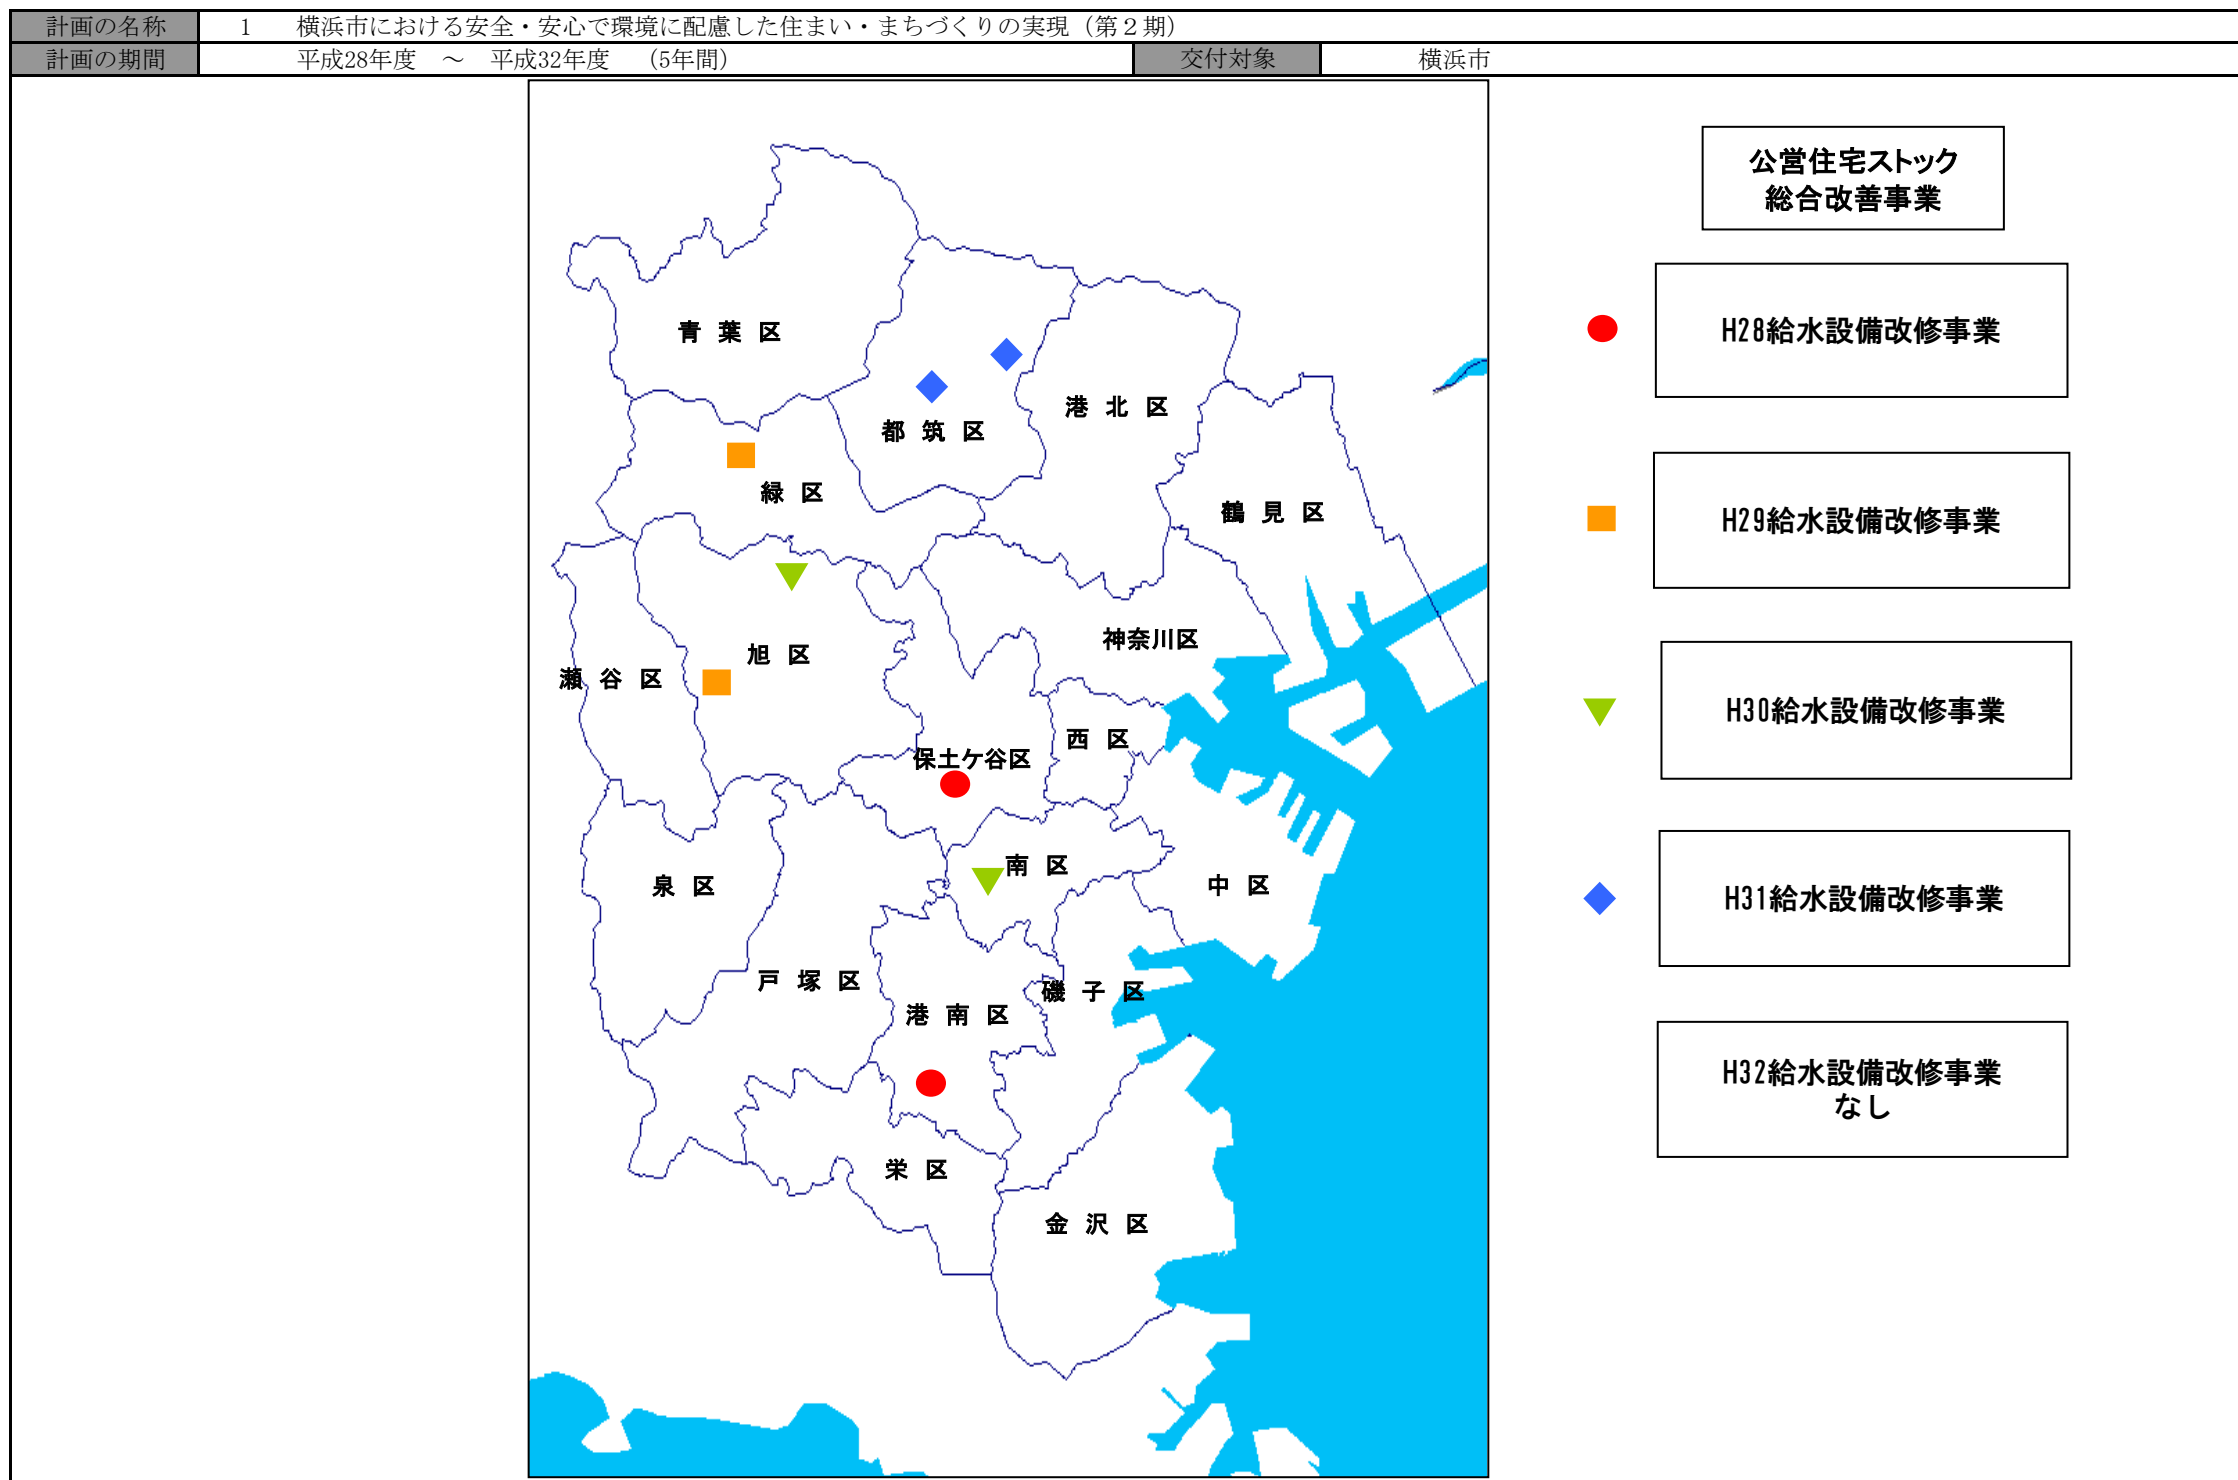 計画の名称 1 横浜市における安全・安心で環境に配慮した住まい・まちづくりの実現（第２期）
計画の期間 平成28年度 ～ 平成32年度 （5年間） 交付対象 横浜市
公営住宅ストック
総合改善事業
H28給水設備改修事業
H29給水設備改修事業
H30給水設備改修事業
H31給水設備改修事業
H32給水設備改修事業
なし
青 葉 区
都 筑 区
港 北 区
緑 区
鶴 見 区
神奈川区
旭 区
瀬 谷 区
西 区
保土ケ谷区
南 区
中 区
泉 区
戸 塚 区
磯 子 区
港 南 区
栄 区
金 沢 区